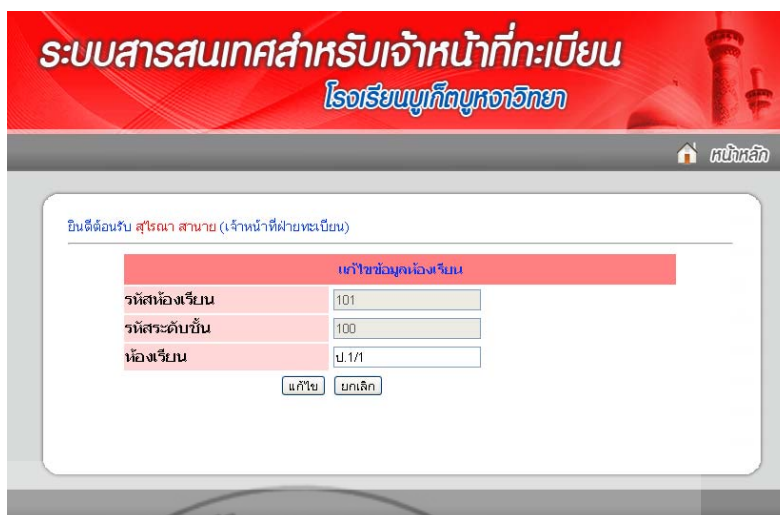 ระบบสารสนเทศสำหรับเจ้าหน้าที่ทะเบียน
โรงเรียนบูเก็ตบูหงาวิทยา
หน้าหลัก
ยินดีต้อนรับ สุไรณา สานาย (เจ้าหน้าที่ฝ่ายทะเบียน)
แก้ไขข้อมูลห้องเรียน
รหัสห้องเรียน 101
รหัสระดับชั้น 100
ห้องเรียน ป.1/1
แก้ไข ยกเลิก